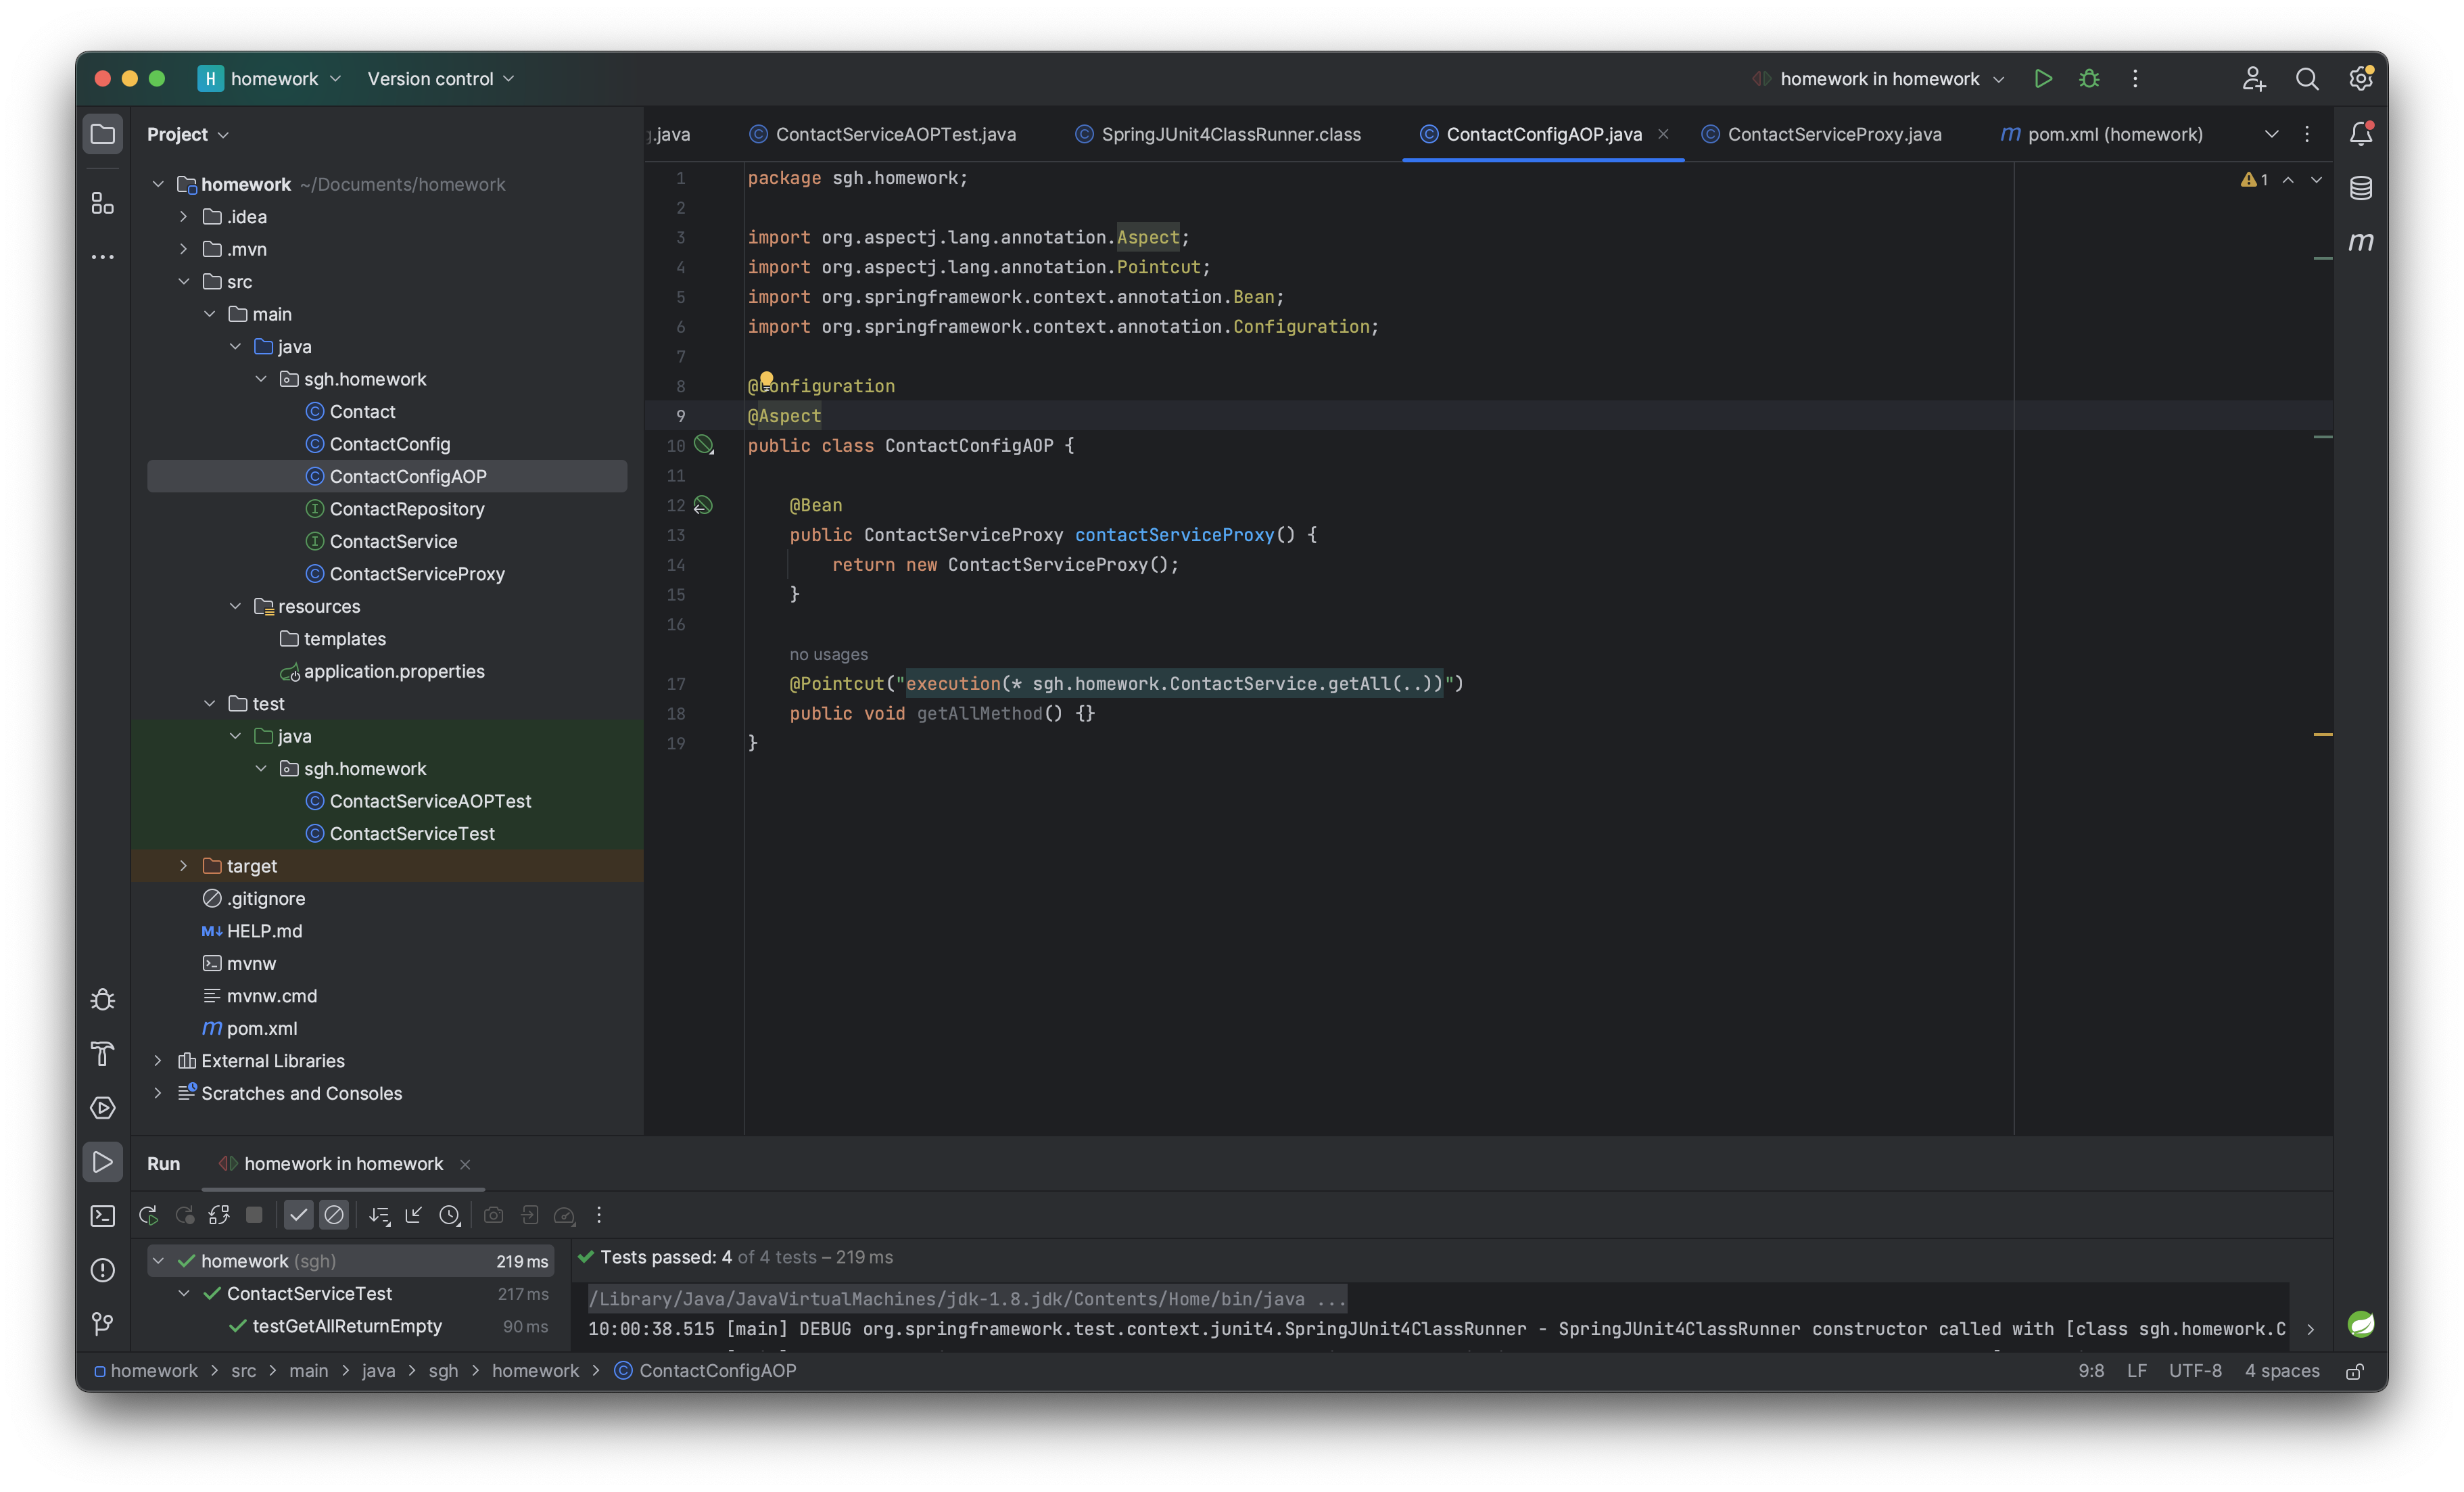 H homework Version control homework in homework
Project
homework ~/Documents/homework
.idea
.mvn
src
main
java
sgh.homework
Contact
ContactConfig
ContactConfigAOP
ContactRepository
ContactService
ContactServiceProxy
resources
templates
application.properties
test
java
sgh.homework
ContactServiceAOPTest
ContactServiceTest
target
.gitignore
M↓ HELP.md
mvnw
mvnw.cmd
m pom.xml
External Libraries
Scratches and Consoles
.java ContactServiceAOPTest.java SpringJUnit4ClassRunner.class ContactConfigAOP.java ContactServiceProxy.java m pom.xml (homework)
1 package sgh.homework;
2
3 import org.aspectj.lang.annotation.Aspect;
4 import org.aspectj.lang.annotation.Pointcut;
5 import org.springframework.context.annotation.Bean;
6 import org.springframework.context.annotation.Configuration;
7
8 @Configuration
9 @Aspect
10 public class ContactConfigAOP {
11
12 @Bean
13 public ContactServiceProxy contactServiceProxy() {
14 return new ContactServiceProxy();
15 }
16
no usages
17 @Pointcut("execution(* sgh.homework.ContactService.getAll(..))")
18 public void getAllMethod() {}
19 }
1
m
Run homework in homework
homework (sgh) 219 ms
ContactServiceTest 217 ms
testGetAllReturnEmpty 90 ms
Tests passed: 4 of 4 tests – 219 ms
/Library/Java/JavaVirtualMachines/jdk-1.8.jdk/Contents/Home/bin/java ...
10:00:38.515 [main] DEBUG org.springframework.test.context.junit4.SpringJUnit4ClassRunner - SpringJUnit4ClassRunner constructor called with [class sgh.homework.C
homework > src > main > java > sgh > homework > ContactConfigAOP 9:8 LF UTF-8 4 spaces